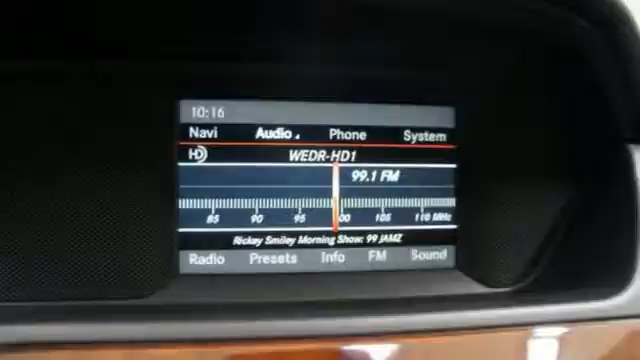 10:16
Navi Audio Phone System
HD WEDR-HD1
99.1 FM
85 90 95 100 105 110 MHz
Rickey Smiley Morning Show: 99 JAMZ
Radio Presets Info FM Sound